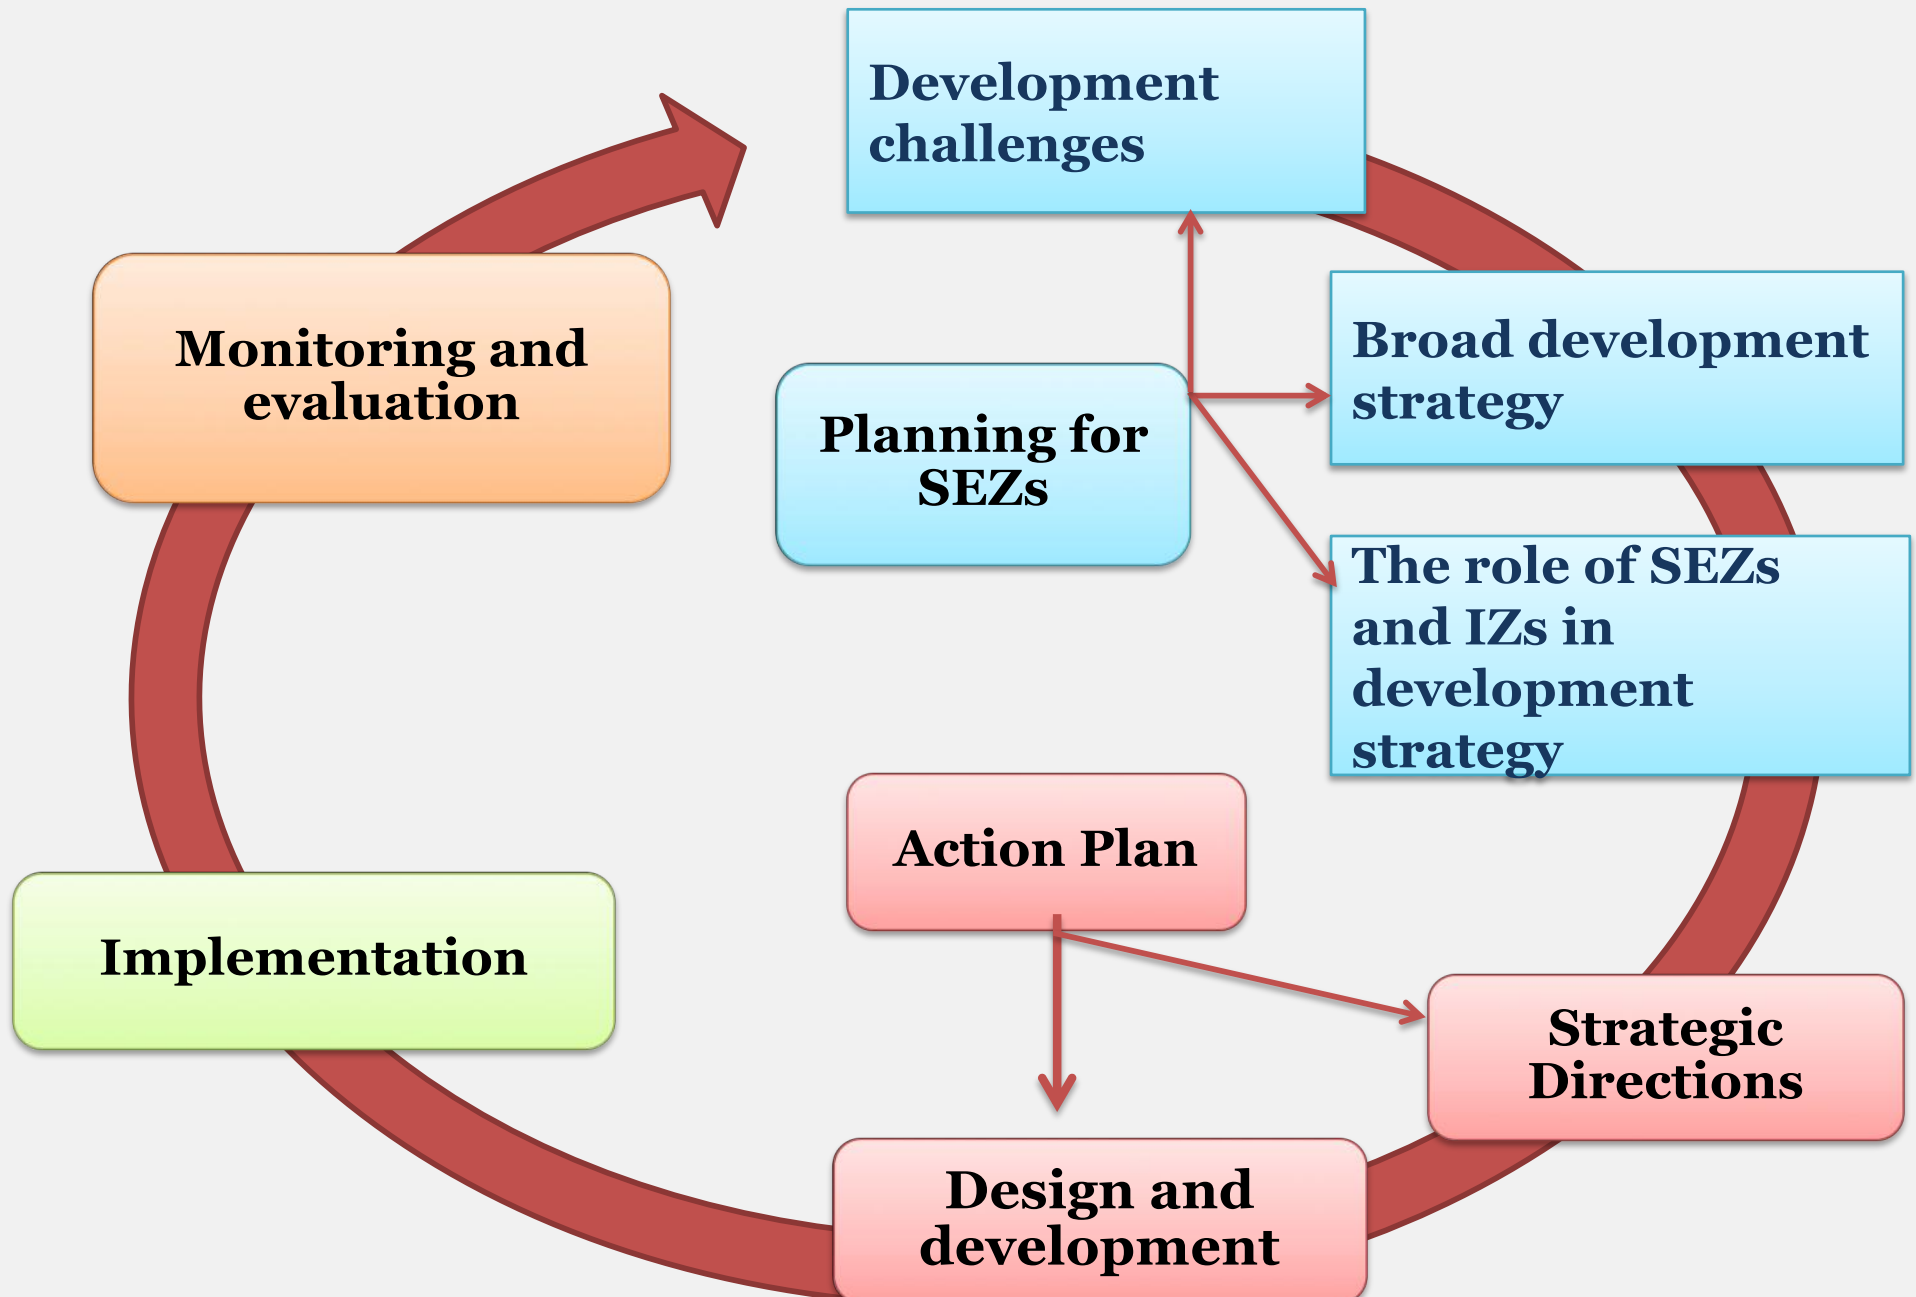 Development
challenges
Broad development
strategy
Monitoring and
evaluation
Planning for
SEZs
The role of SEZs
and IZs in
development
strategy
Action Plan
Implementation
Strategic
Directions
Design and
development